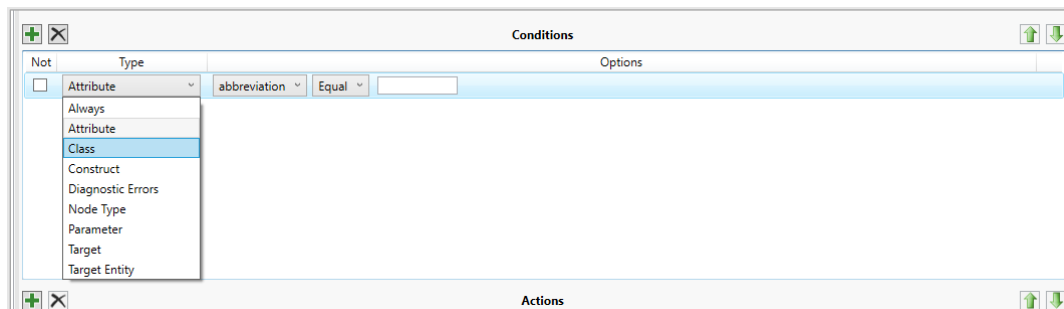 Conditions
Not Type Options
Attribute abbreviation Equal
Always
Attribute
Class
Construct
Diagnostic Errors
Node Type
Parameter
Target
Target Entity
Actions